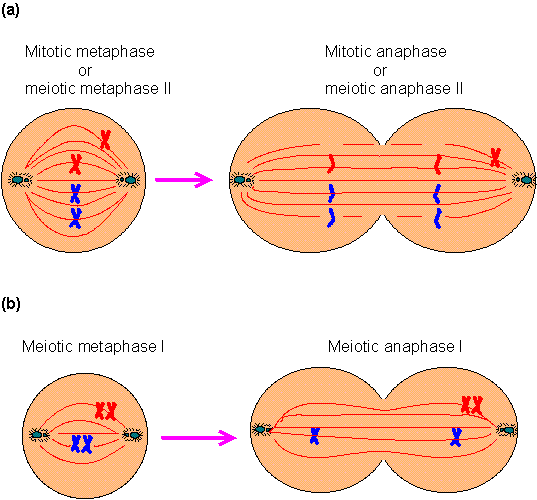 (a)
Mitotic metaphase
or
meiotic metaphase II
Mitotic anaphase
or
meiotic anaphase II
(b)
Meiotic metaphase I
Meiotic anaphase I